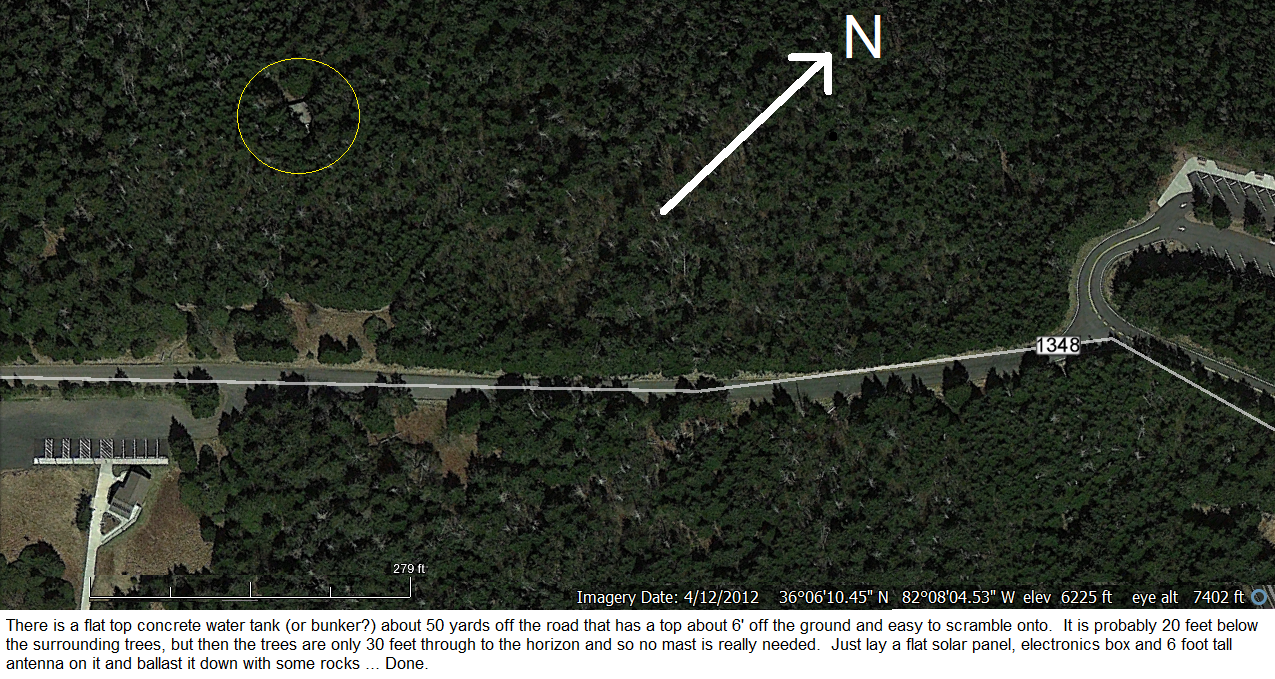 N
1348
279 ft
Imagery Date: 4/12/2012 36°06'10.45" N 82°08'04.53" W elev 6225 ft eye alt 7402 ft
There is a flat top concrete water tank (or bunker?) about 50 yards off the road that has a top about 6' off the ground and easy to scramble onto. It is probably 20 feet below
the surrounding trees, but then the trees are only 30 feet through to the horizon and so no mast is really needed. Just lay a flat solar panel, electronics box and 6 foot tall
antenna on it and ballast it down with some rocks ... Done.